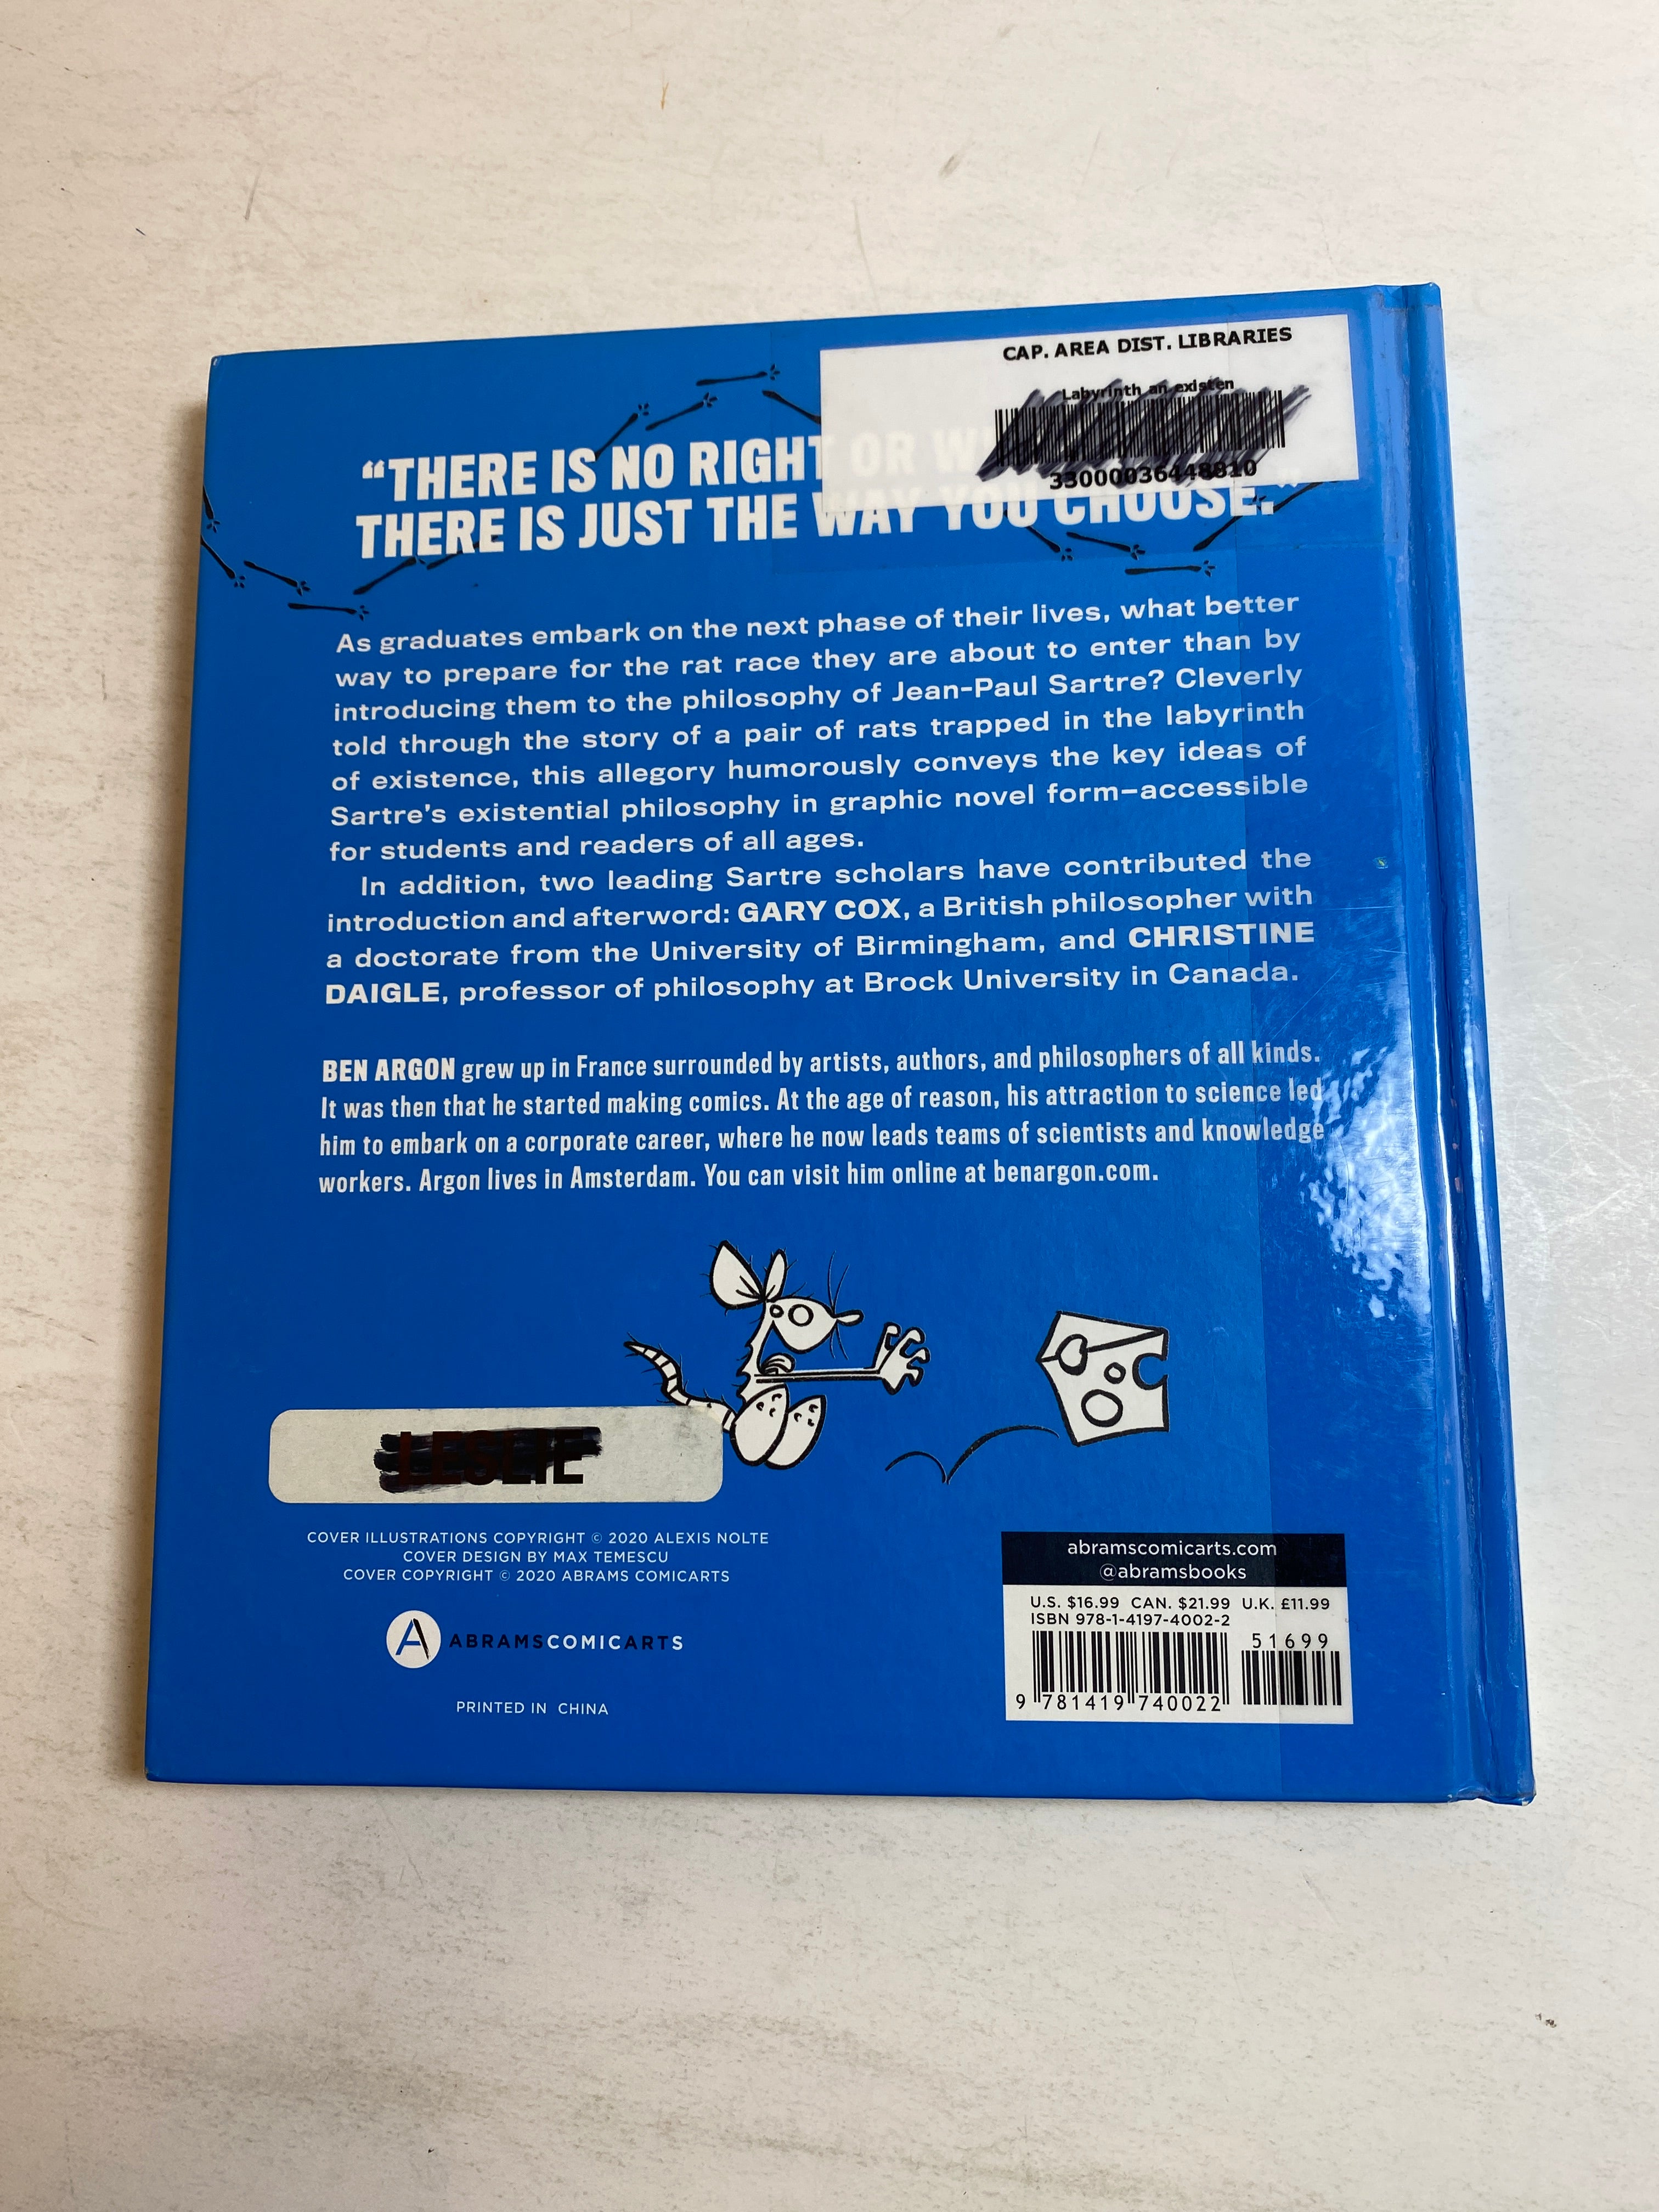 CAP. AREA DIST. LIBRARIES
Labyrinth an existen
33000036448810
“THERE IS NO RIGHT OR
THERE IS JUST THE WAY YOU CHOOSE.”
As graduates embark on the next phase of their lives, what better
way to prepare for the rat race they are about to enter than by
introducing them to the philosophy of Jean-Paul Sartre? Cleverly
told through the story of a pair of rats trapped in the labyrinth
of existence, this allegory humorously conveys the key ideas of
Sartre's existential philosophy in graphic novel form—accessible
for students and readers of all ages.
In addition, two leading Sartre scholars have contributed the
introduction and afterword: GARY COX, a British philosopher with
a doctorate from the University of Birmingham, and CHRISTINE
DAIGLE, professor of philosophy at Brock University in Canada.
BEN ARGON grew up in France surrounded by artists, authors, and philosophers of all kinds.
It was then that he started making comics. At the age of reason, his attraction to science led
him to embark on a corporate career, where he now leads teams of scientists and knowledge
workers. Argon lives in Amsterdam. You can visit him online at benargon.com.
LESLIE
COVER ILLUSTRATIONS COPYRIGHT © 2020 ALEXIS NOLTE
COVER DESIGN BY MAX TEMESCU
COVER COPYRIGHT © 2020 ABRAMS COMICARTS
A ABRAMSCOMICARTS
PRINTED IN CHINA
abramscomicarts.com
@abramsbooks
U.S. $16.99 CAN. $21.99 U.K. £11.99
ISBN 978-1-4197-4002-2
51699
9 781419 740022